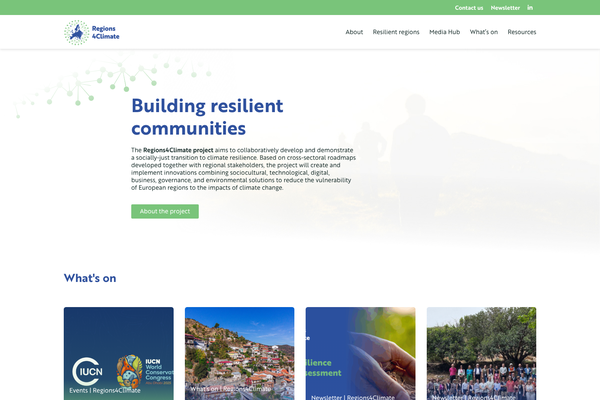 Contact us Newsletter in
Regions
4Climate
About Resilient regions Media Hub What's on Resources
Building resilient
communities
The Regions4Climate project aims to collaboratively develop and demonstrate
a socially-just transition to climate resilience. Based on cross-sectoral roadmaps
developed together with regional stakeholders, the project will create and
implement innovations combining sociocultural, technological, digital,
business, governance, and environmental solutions to reduce the vulnerability
of European regions to the impacts of climate change.
About the project
What's on
IUCN
IUCN
World
Conservat
Congress
Events | Regions4Climate
What's on | Regions4Climate
ilience
sessment
Newsletter | Regions4Climate
Newsletter | Regions4Climate